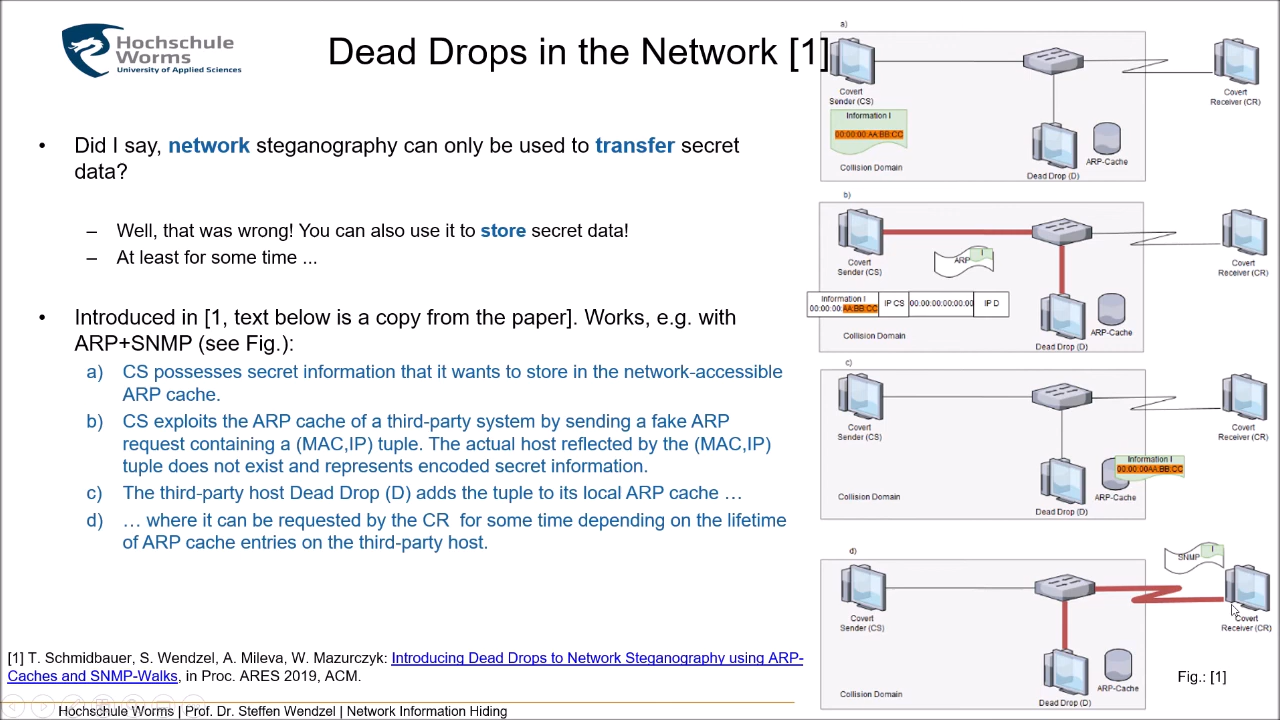 Hochschule
Worms
University of Applied Sciences
Dead Drops in the Network [1]
• Did I say, network steganography can only be used to transfer secret
data?
– Well, that was wrong! You can also use it to store secret data!
– At least for some time ...
• Introduced in [1, text below is a copy from the paper]. Works, e.g. with
ARP+SNMP (see Fig.):
a) CS possesses secret information that it wants to store in the network-accessible
ARP cache.
b) CS exploits the ARP cache of a third-party system by sending a fake ARP
request containing a (MAC,IP) tuple. The actual host reflected by the (MAC,IP)
tuple does not exist and represents encoded secret information.
c) The third-party host Dead Drop (D) adds the tuple to its local ARP cache …
d) … where it can be requested by the CR for some time depending on the lifetime
of ARP cache entries on the third-party host.
[1] T. Schmidbauer, S. Wendzel, A. Mileva, W. Mazurczyk: Introducing Dead Drops to Network Steganography using ARP-
Caches and SNMP-Walks, in Proc. ARES 2019, ACM.
Hochschule Worms | Prof. Dr. Steffen Wendzel | Network Information Hiding
a)
Covert
Sender (CS)
Covert
Receiver (CR)
Information I
00:00:00:AA:BB:CC
ARP-Cache
Collision Domain
Dead Drop (D)
b)
Covert
Sender (CS)
Covert
Receiver (CR)
ARP
I
Information I
00:00:00:AA:BB:CC
IP CS
00:00:00:00:00:00
IP D
ARP-Cache
Collision Domain
Dead Drop (D)
c)
Covert
Sender (CS)
Covert
Receiver (CR)
Information I
00:00:00AA:BB:CC
ARP-Cache
Collision Domain
Dead Drop (D)
d)
SNMP
I
Covert
Sender (CS)
Covert
Receiver (CR)
ARP-Cache
Collision Domain
Dead Drop (D)
Fig.: [1]